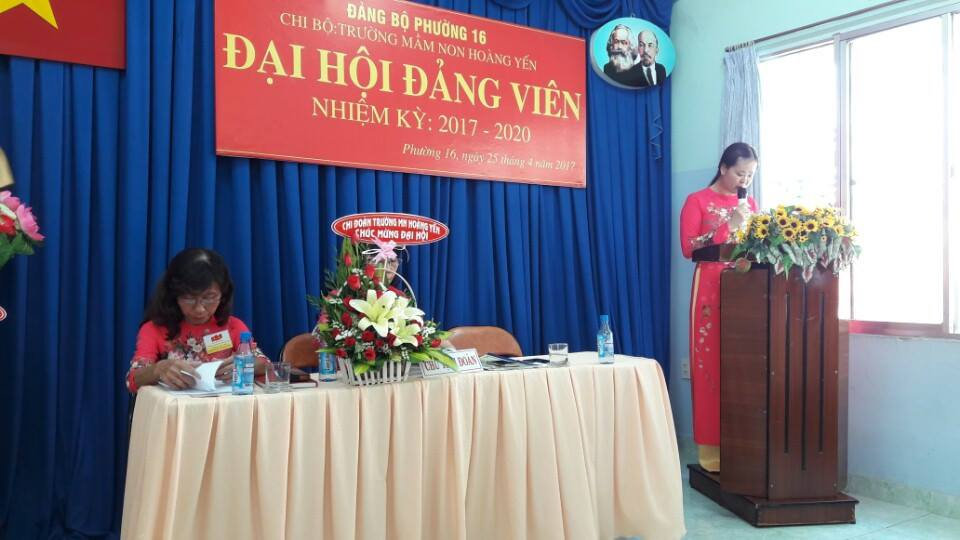 ĐẢNG BỘ PHƯỜNG 16
CHI BỘ:TRƯỜNG MẦM NON HOÀNG YẾN
ĐẠI HỘI ĐẢNG VIÊN
NHIỆM KỲ: 2017 - 2020
Phường 16, ngày 25 tháng 4 năm 2017
CHI ĐOÀN TRƯỜNG MN HOÀNG YẾN
CHÚC MỪNG ĐẠI HỘI
CHỦ ĐOÀN